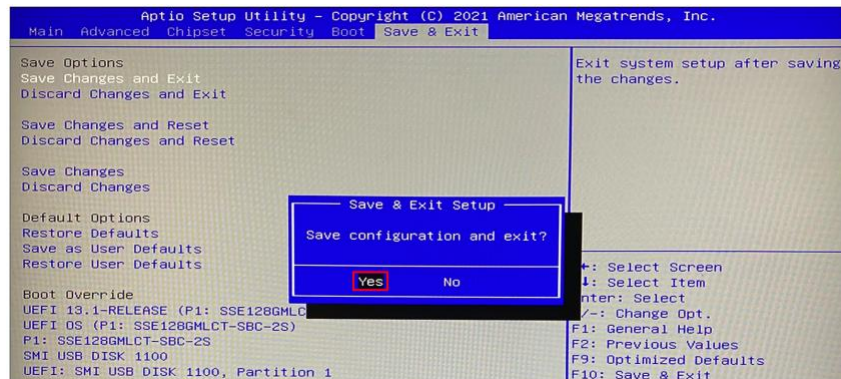 Aptio Setup Utility – Copyright (C) 2021 American Megatrends, Inc.
Main Advanced Chipset Security Boot Save & Exit
Save Options
Save Changes and Exit
Discard Changes and Exit
Save Changes and Reset
Discard Changes and Reset
Save Changes
Discard Changes
Default Options
Restore Defaults
Save as User Defaults
Restore User Defaults
Boot Override
UEFI 13.1-RELEASE (P1: SSE128GMLC
UEFI OS (P1: SSE128GMLCT-SBC-2S)
P1: SSE128GMLCT-SBC-2S
SMI USB DISK 1100
UEFI: SMI USB DISK 1100, Partition 1
Save & Exit Setup
Save configuration and exit?
Yes No
Exit system setup after saving
the changes.
←: Select Screen
↓: Select Item
nter: Select
/-: Change Opt.
F1: General Help
F2: Previous Values
F9: Optimized Defaults
F10: Save & Exit